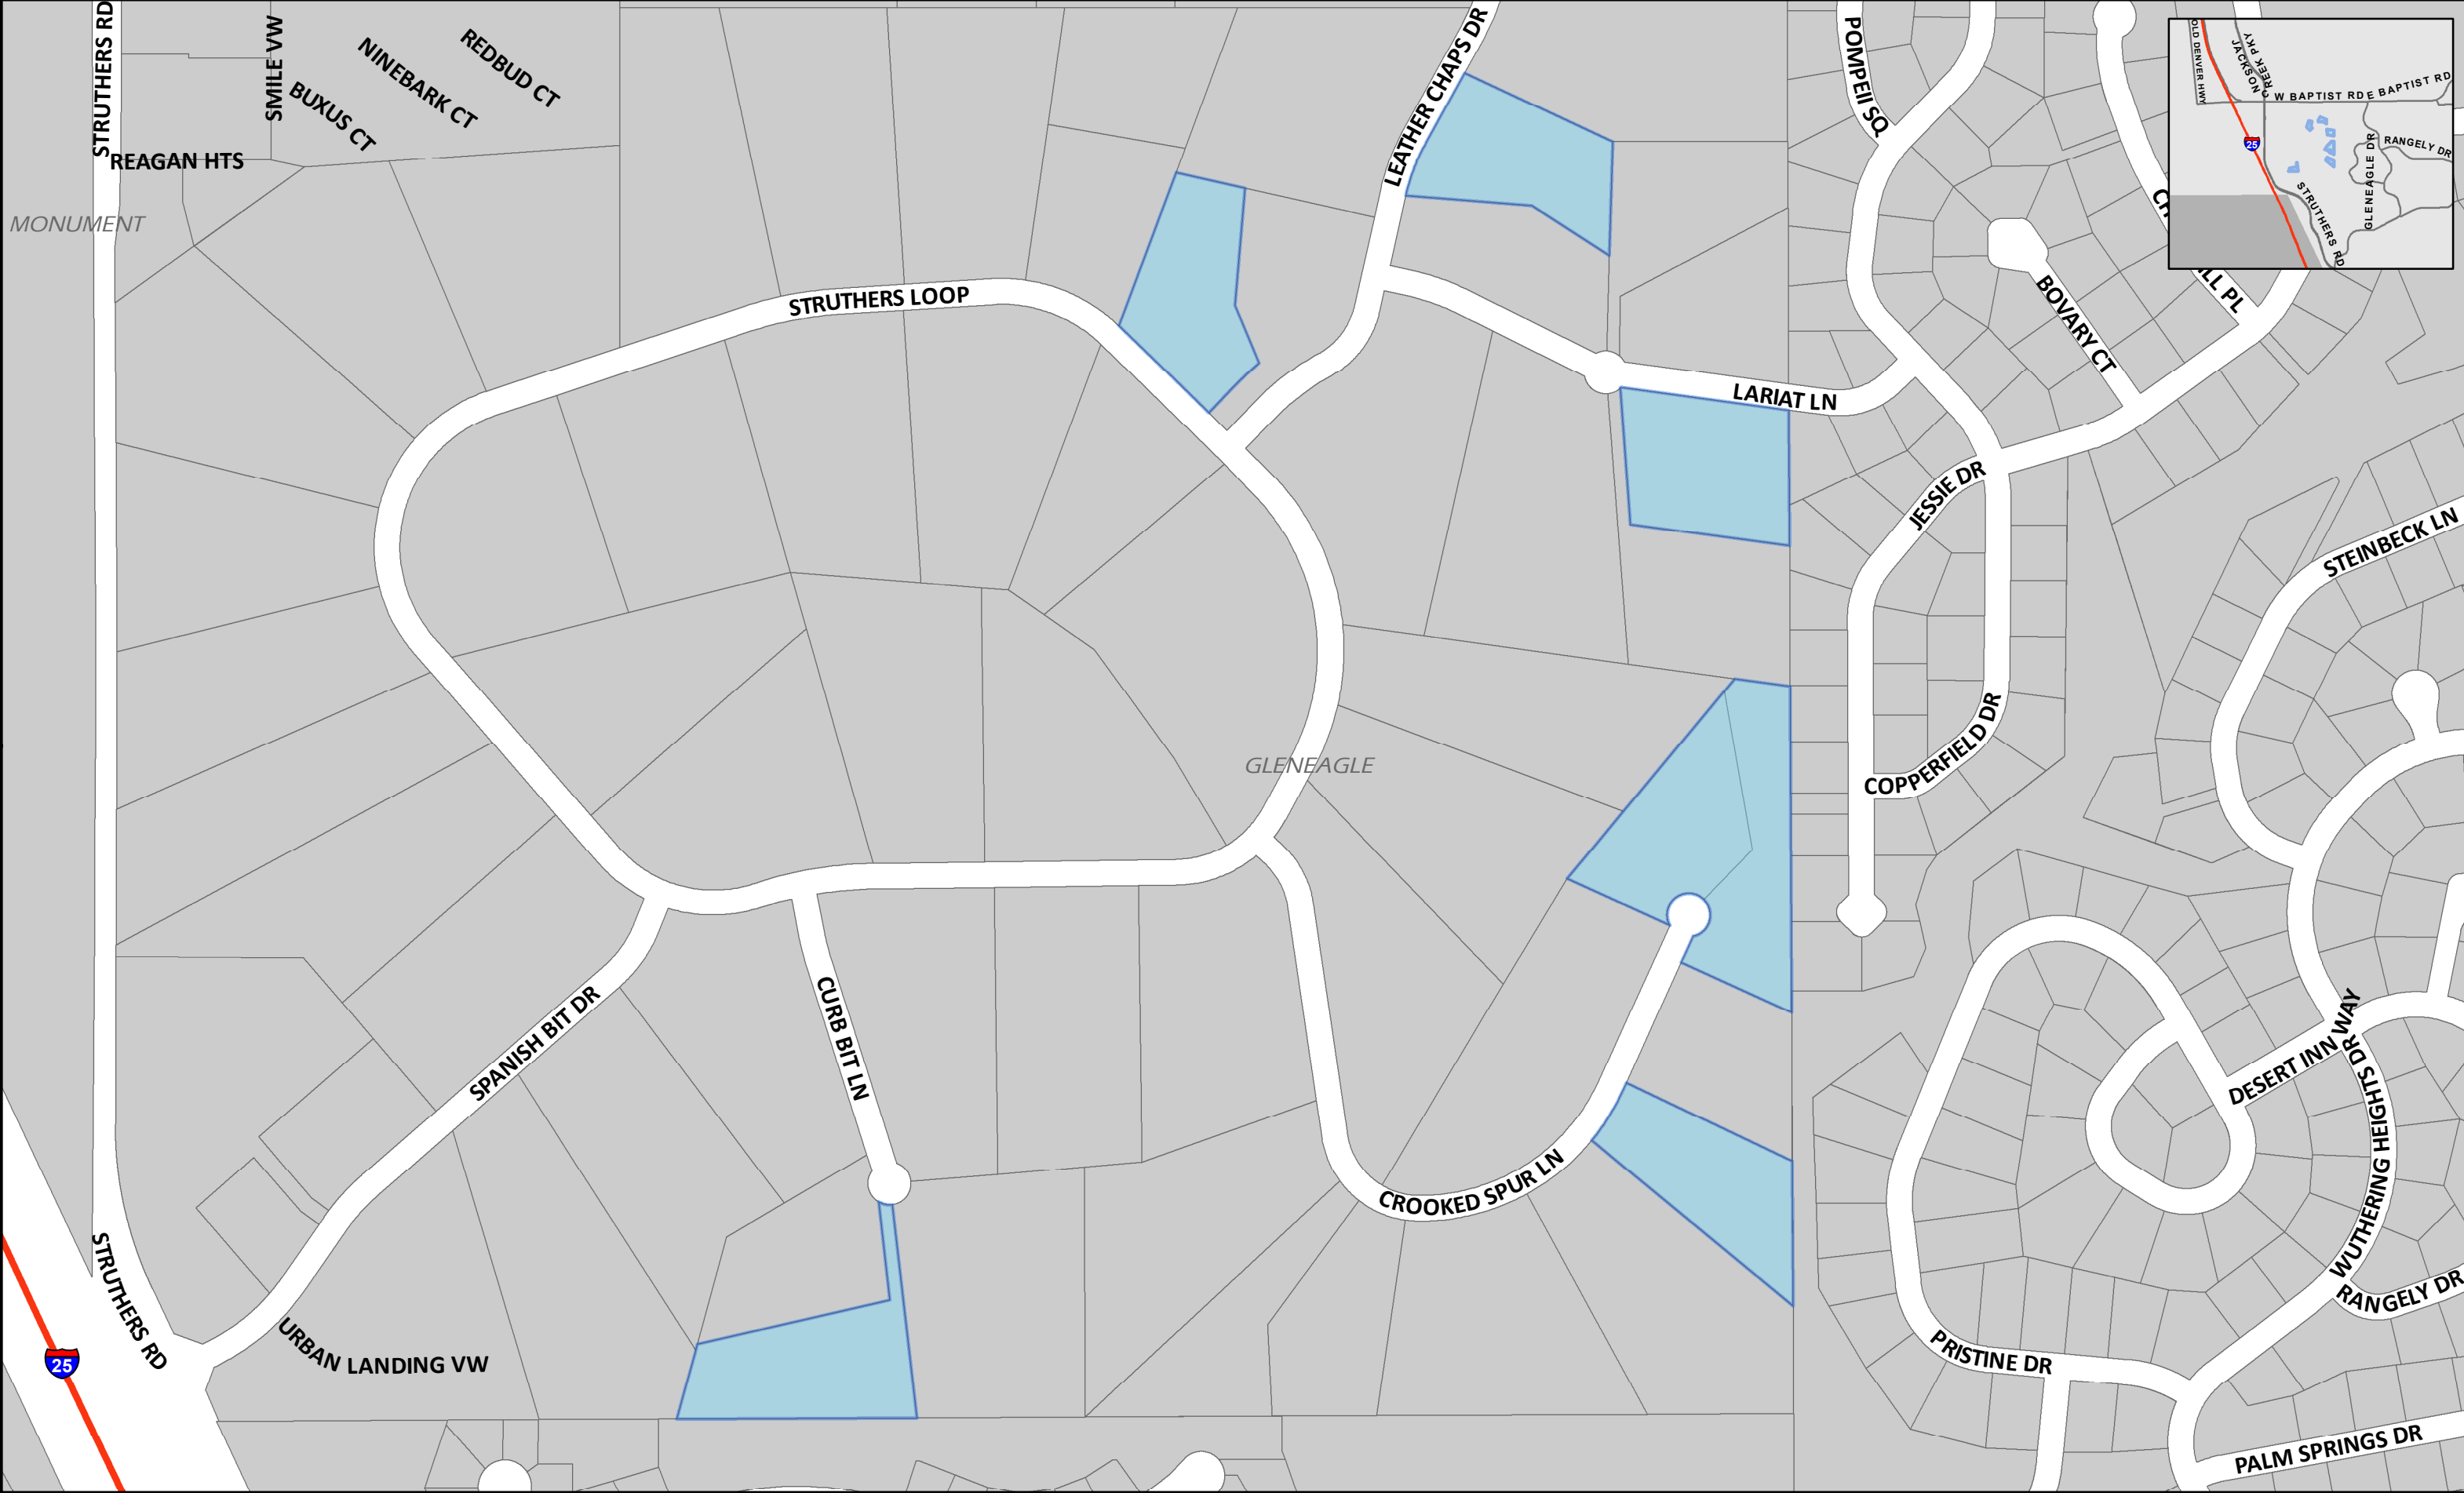 STRUTHERS RD
SMILE VW
REDBUD CT
NINEBARK CT
BUXUS CT
REAGAN HTS
MONUMENT
LEATHER CHAPS DR
POMPEII SQ
OLD DENVER HWY
JACKSON
CREEK PKY
W BAPTIST RD
E BAPTIST RD
25
RANGELY DR
GLENEAGLE DR
STRUTHERS RD
STRUTHERS LOOP
BOVARY CT
LARIAT LN
JESSIE DR
STEINBECK LN
COPPERFIELD DR
GLENEAGLE
SPANISH BIT DR
CURB BIT LN
CROOKED SPUR LN
DESERT INN WAY
WUTHERING HEIGHTS DR
RANGELY DR
STRUTHERS RD
25
URBAN LANDING VW
PRISTINE DR
PALM SPRINGS DR